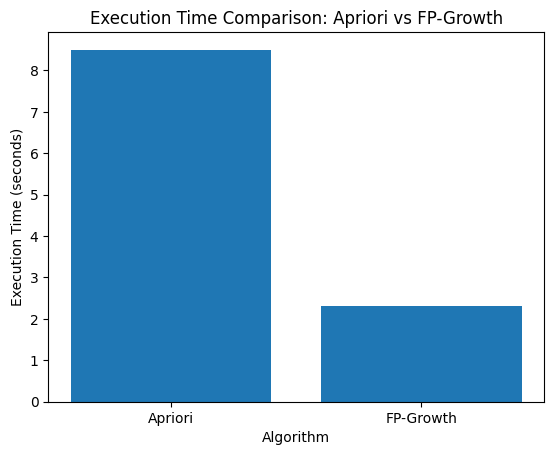 Execution Time Comparison: Apriori vs FP-Growth
Execution Time (seconds)
8
7
6
5
4
3
2
1
0
Apriori
FP-Growth
Algorithm